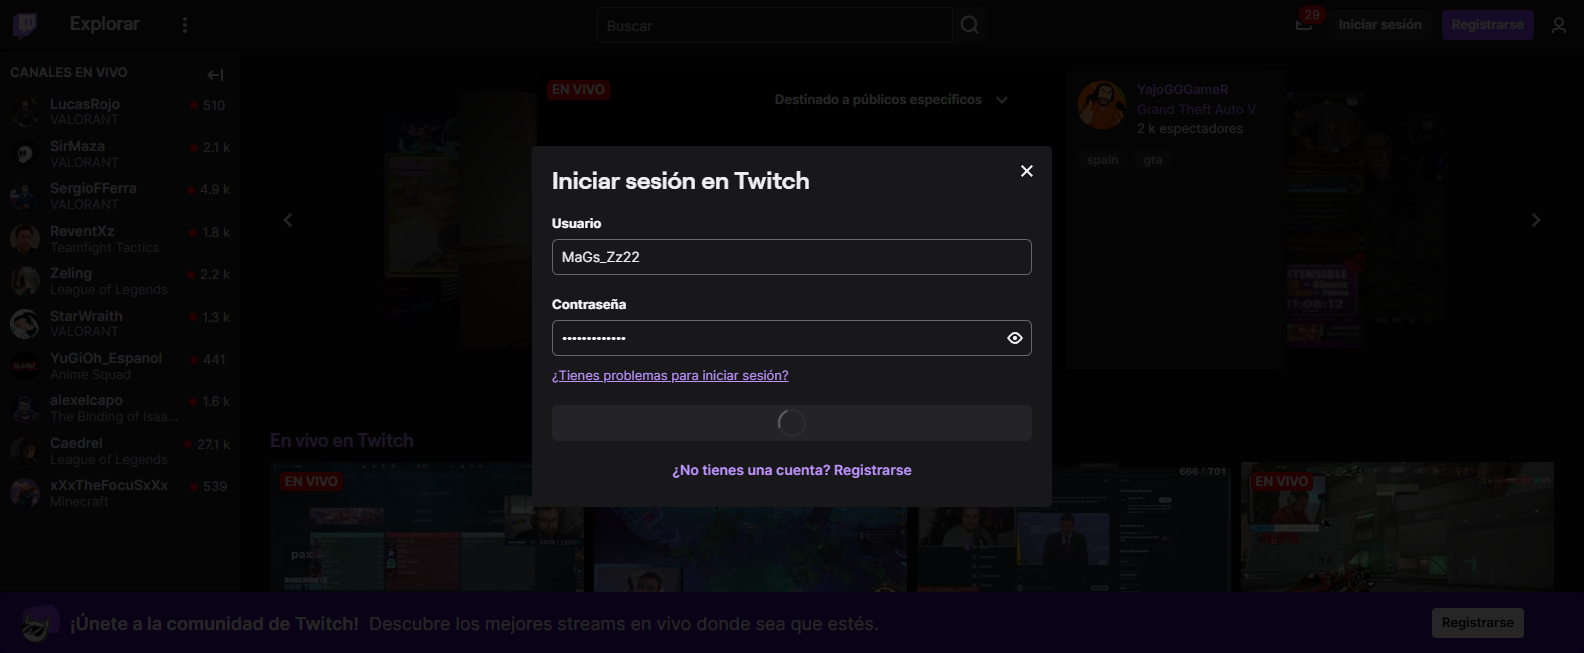 Explorar
Buscar
29
Iniciar sesión
Registrarse
CANALES EN VIVO
LucasRojo
510
VALORANT
SirMaza
2.1 k
VALORANT
SergioFFerra
4.9 k
VALORANT
ReventXz
1.8 k
Teamfight Tactics
Zeling
2.2 k
League of Legends
StarWraith
1.3 k
VALORANT
YuGiOh_Espanol
441
Anime Squad
alexelcapo
1.6 k
The Binding of Isaa...
Caedrel
27.1 k
League of Legends
xXxTheFocuSxXx
539
Minecraft
EN VIVO
Destinado a públicos específicos
YajoGGGameR
Grand Theft Auto V
2 k espectadores
spain
gta
Iniciar sesión en Twitch
Usuario
MaGs_Zz22
Contraseña
•••••••••••••
¿Tienes problemas para iniciar sesión?
¿No tienes una cuenta? Registrarse
En vivo en Twitch
EN VIVO
666 / 701
EN VIVO
¡Únete a la comunidad de Twitch! Descubre los mejores streams en vivo donde sea que estés.
Registrarse